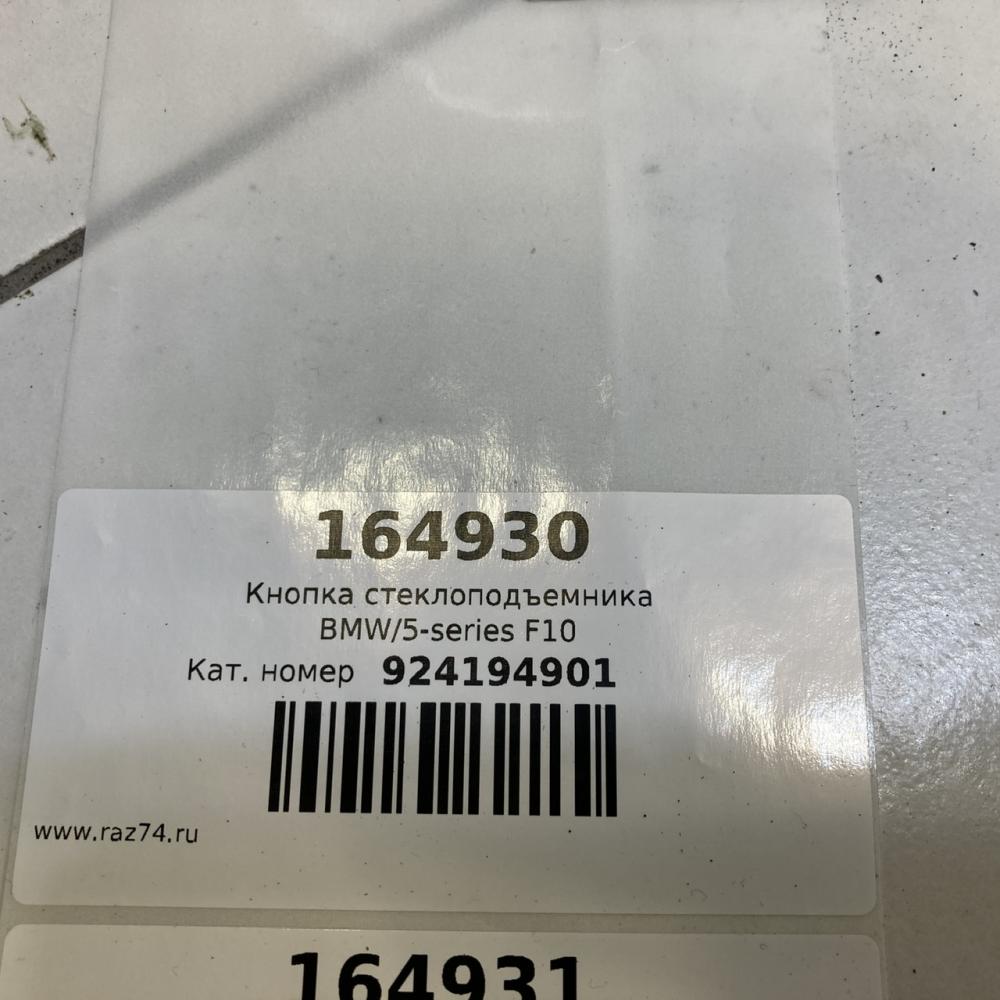 164930
Кнопка стеклоподъемника
BMW/5-series F10
Кат. номер 924194901
www.raz74.ru
164931